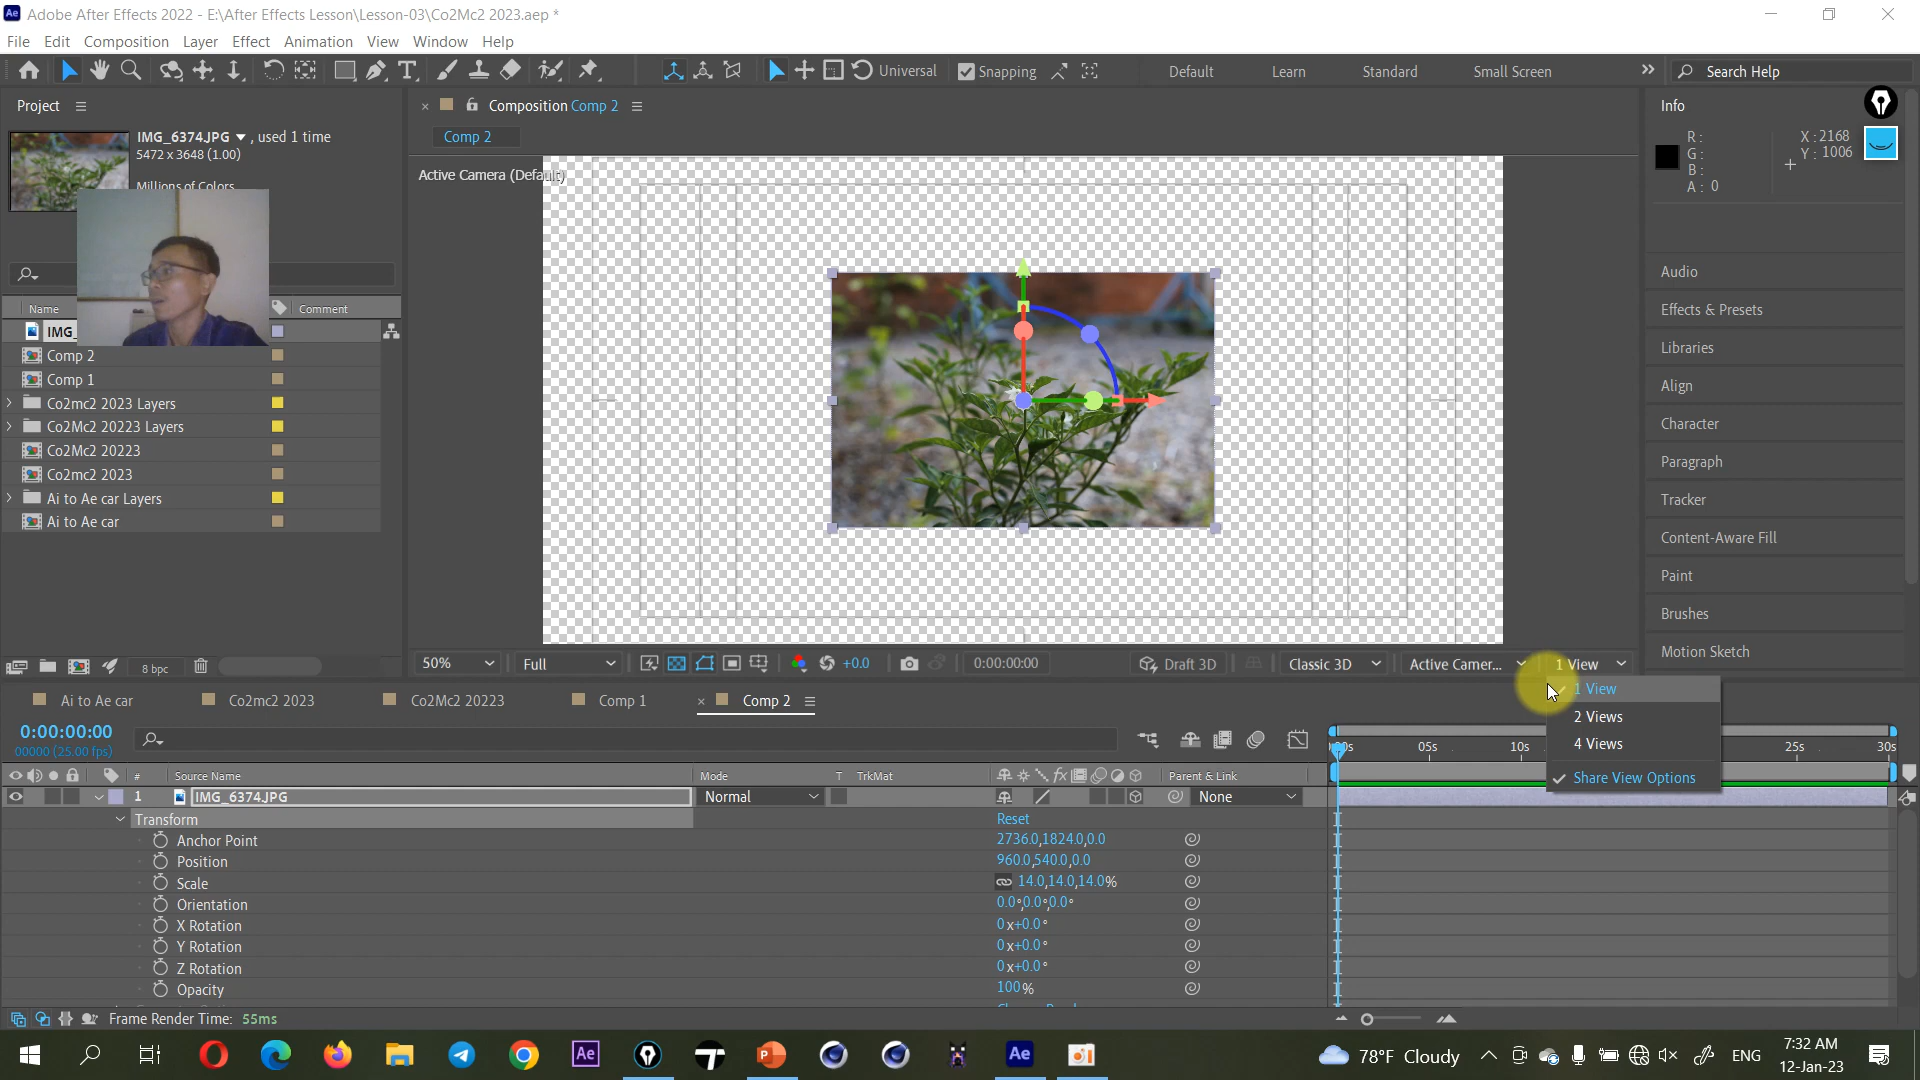 Adobe After Effects 2022 - E:\After Effects Lesson\Lesson-03\Co2Mc2 2023.aep *
File Edit Composition Layer Effect Animation View Window Help
Universal Snapping Default Learn Standard Small Screen Search Help
Project
IMG_6374.JPG , used 1 time
5472 x 3648 (1.00)
Millions of Colors
Name Comment
IMG_
Comp 2
Comp 1
Co2mc2 2023 Layers
Co2Mc2 20223 Layers
Co2Mc2 20223
Co2mc2 2023
Ai to Ae car Layers
Ai to Ae car
8 bpc
Composition Comp 2
Comp 2
Active Camera (Default)
50% Full +0.0 0:00:00:00 Draft 3D Classic 3D Active Camer... 1 View
1 View
2 Views
4 Views
Share View Options
Info
R :
G :
B :
A : 0
X : 2168
Y : 1006
Audio
Effects & Presets
Libraries
Align
Character
Paragraph
Tracker
Content-Aware Fill
Paint
Brushes
Motion Sketch
Ai to Ae car Co2mc2 2023 Co2Mc2 20223 Comp 1 Comp 2
0:00:00:00
00000 (25.00 fps)
05s 10s 25s 30s
# Source Name Mode T TrkMat fx Parent & Link
1 IMG_6374.JPG Normal None
Transform Reset
Anchor Point 2736.0,1824.0,0.0
Position 960.0,540.0,0.0
Scale 14.0,14.0,14.0%
Orientation 0.0°,0.0°,0.0°
X Rotation 0x+0.0°
Y Rotation 0x+0.0°
Z Rotation 0x+0.0°
Opacity 100%
Frame Render Time: 55ms
78°F Cloudy ENG 7:32 AM
12-Jan-23